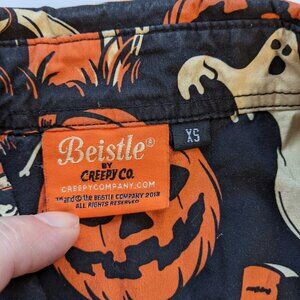 Beistle®
BY
CREEPY CO.
CREEPYCOMPANY.COM
TM and © the BEISTLE COMPANY 2018
ALL RIGHTS RESERVED
XS